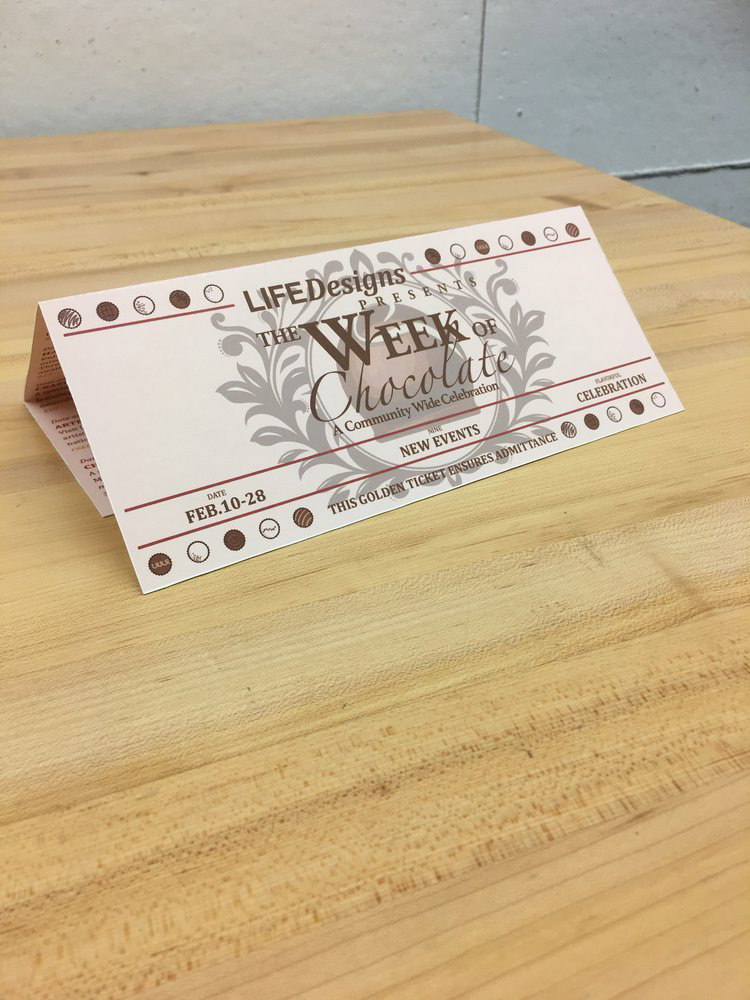 LIFEDesigns
PRESENTS
THE WEEK OF
Chocolate
A Community Wide Celebration
DATE
FEB.10-28
NINE
NEW EVENTS
FLAVORFUL
CELEBRATION
THIS GOLDEN TICKET ENSURES ADMITTANCE